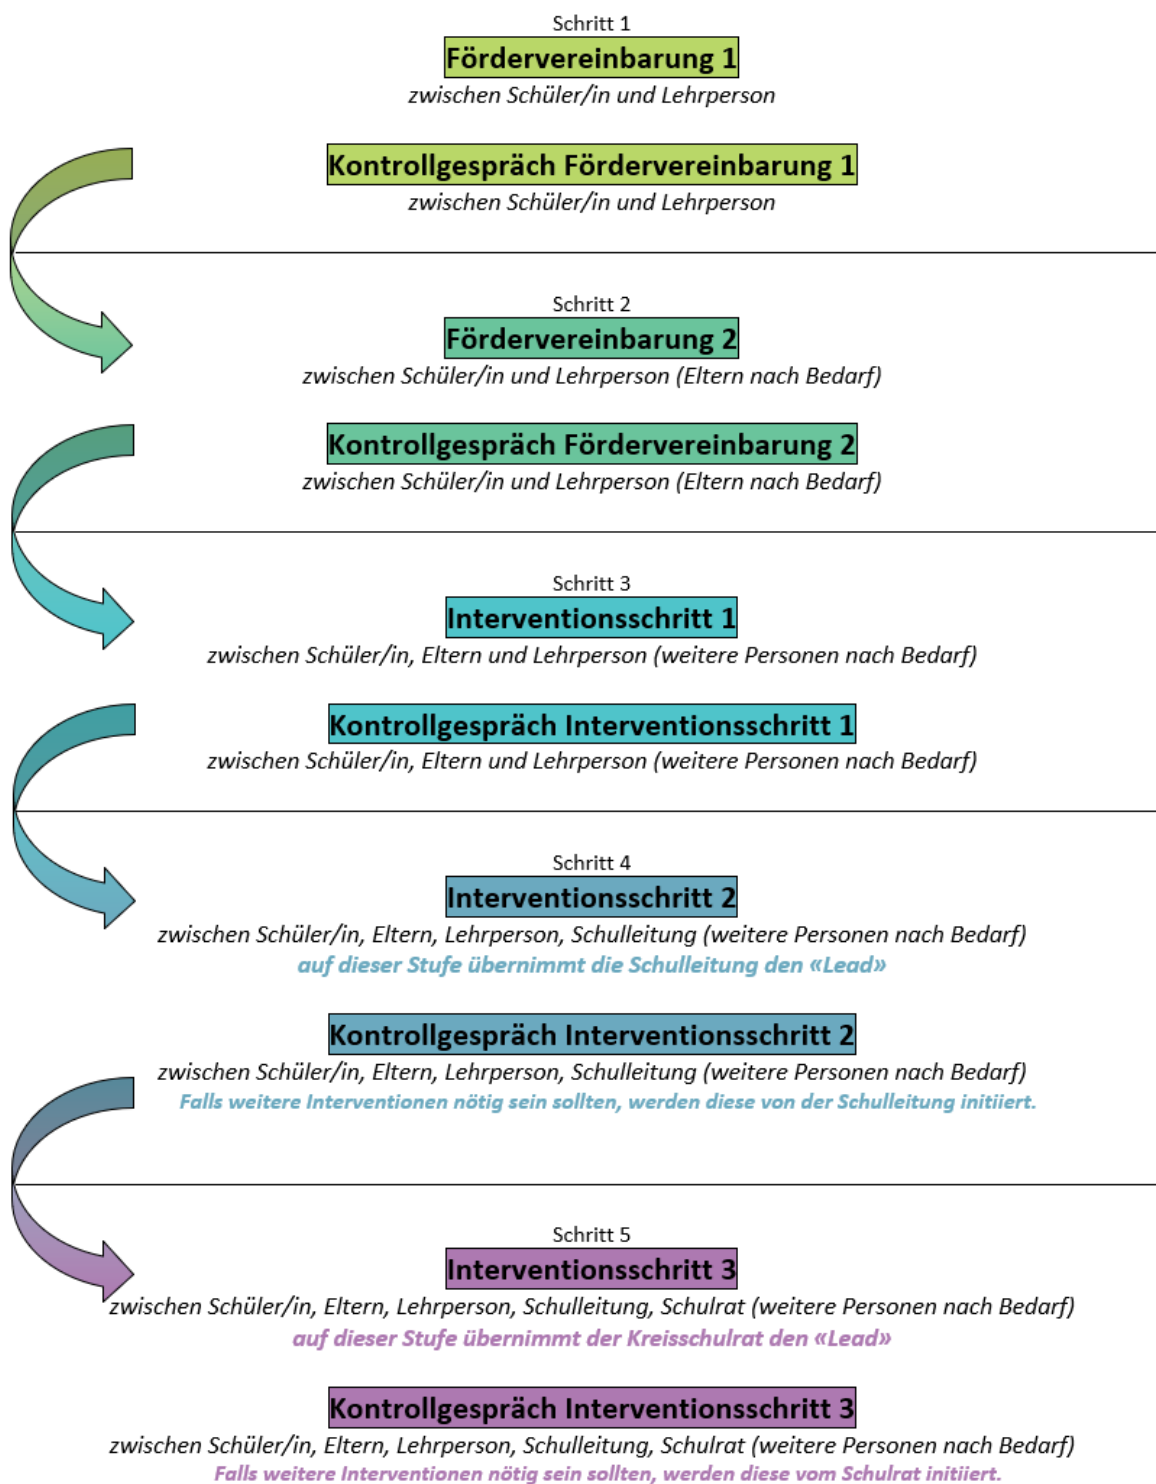 Schritt 1
Fördervereinbarung 1
zwischen Schüler/in und Lehrperson
Kontrollgespräch Fördervereinbarung 1
zwischen Schüler/in und Lehrperson
Schritt 2
Fördervereinbarung 2
zwischen Schüler/in und Lehrperson (Eltern nach Bedarf)
Kontrollgespräch Fördervereinbarung 2
zwischen Schüler/in und Lehrperson (Eltern nach Bedarf)
Schritt 3
Interventionsschritt 1
zwischen Schüler/in, Eltern und Lehrperson (weitere Personen nach Bedarf)
Kontrollgespräch Interventionsschritt 1
zwischen Schüler/in, Eltern und Lehrperson (weitere Personen nach Bedarf)
Schritt 4
Interventionsschritt 2
zwischen Schüler/in, Eltern, Lehrperson, Schulleitung (weitere Personen nach Bedarf)
auf dieser Stufe übernimmt die Schulleitung den «Lead»
Kontrollgespräch Interventionsschritt 2
zwischen Schüler/in, Eltern, Lehrperson, Schulleitung (weitere Personen nach Bedarf)
Falls weitere Interventionen nötig sein sollten, werden diese von der Schulleitung initiiert.
Schritt 5
Interventionsschritt 3
zwischen Schüler/in, Eltern, Lehrperson, Schulleitung, Schulrat (weitere Personen nach Bedarf)
auf dieser Stufe übernimmt der Kreisschulrat den «Lead»
Kontrollgespräch Interventionsschritt 3
zwischen Schüler/in, Eltern, Lehrperson, Schulleitung, Schulrat (weitere Personen nach Bedarf)
Falls weitere Interventionen nötig sein sollten, werden diese vom Schulrat initiiert.